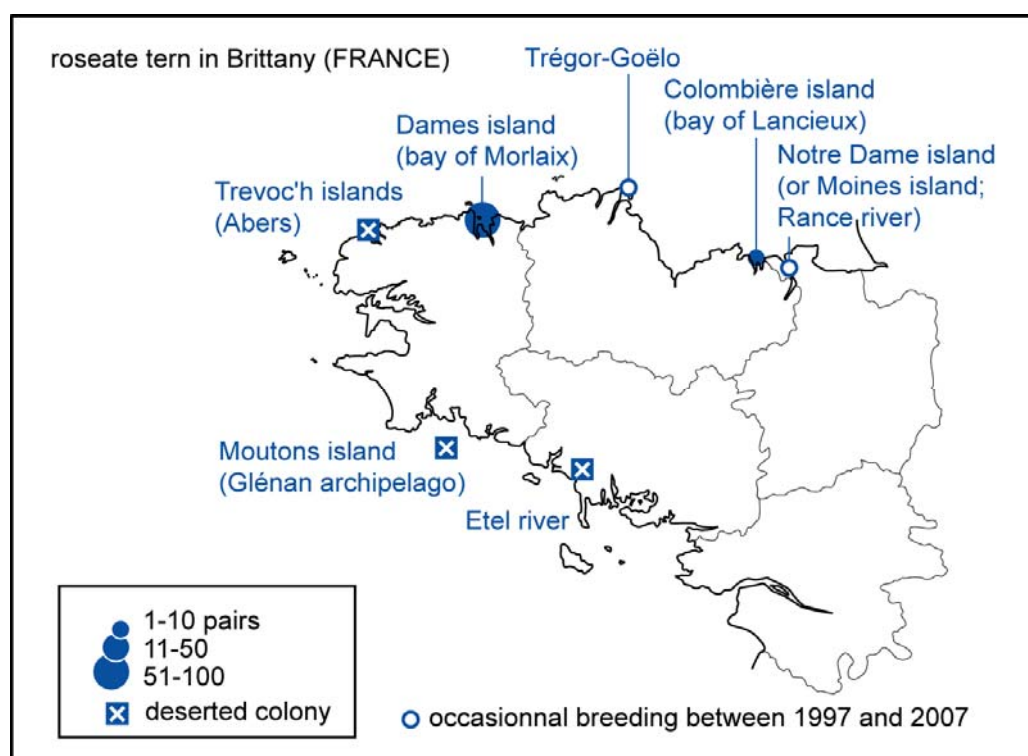 roseate tern in Brittany (FRANCE)
Trégor-Goëlo
Colombière island
(bay of Lancieux)
Dames island
(bay of Morlaix)
Notre Dame island
(or Moines island;
Rance river)
Trevoc'h islands
(Abers)
Moutons island
(Glénan archipelago)
Etel river
1-10 pairs
11-50
51-100
deserted colony
occasionnal breeding between 1997 and 2007